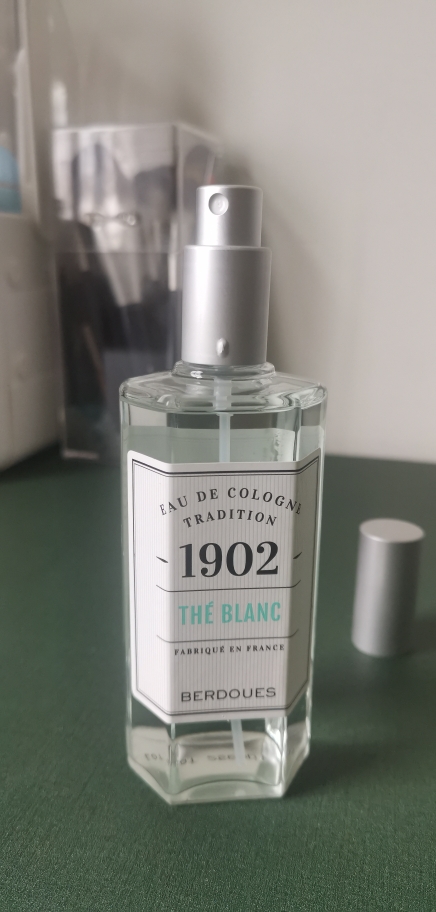 EAU DE COLOGNE
TRADITION
1902
THÉ BLANC
FABRIQUÉ EN FRANCE
BERDOUES